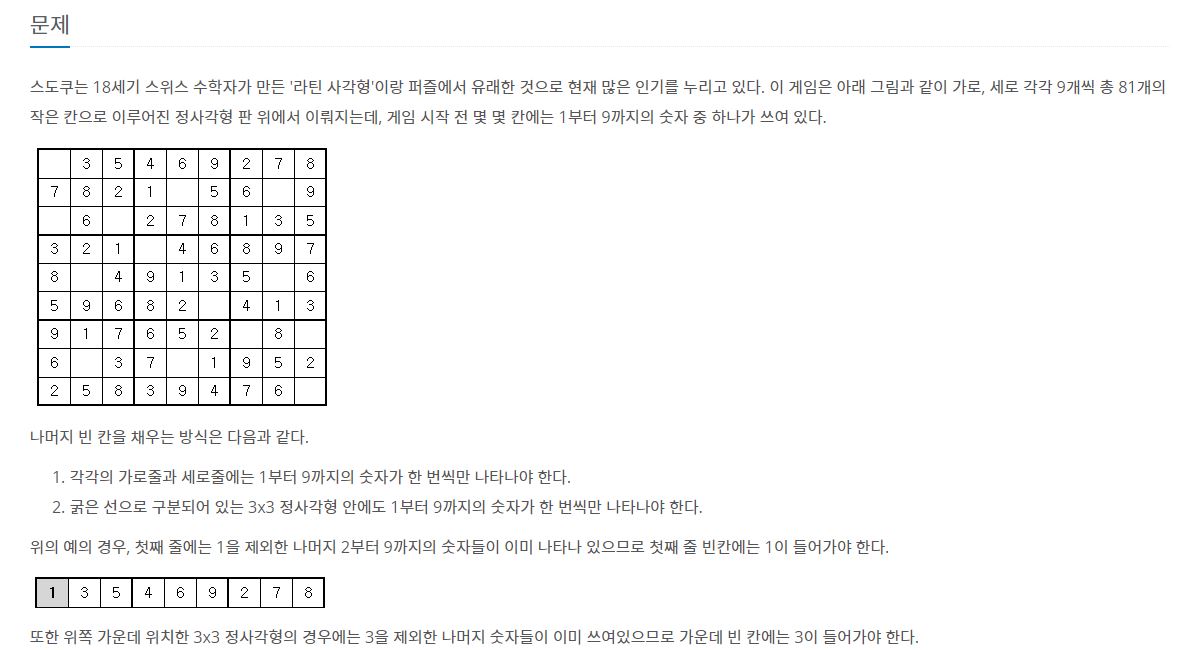 문제
스도쿠는 18세기 스위스 수학자가 만든 '라틴 사각형'이랑 퍼즐에서 유래한 것으로 현재 많은 인기를 누리고 있다. 이 게임은 아래 그림과 같이 가로, 세로 각각 9개씩 총 81개의
작은 칸으로 이루어진 정사각형 판 위에서 이뤄지는데, 게임 시작 전 몇 몇 칸에는 1부터 9까지의 숫자 중 하나가 쓰여 있다.
3 5 4 6 9 2 7 8
7 8 2 1 5 6 9
6 2 7 8 1 3 5
3 2 1 4 6 8 9 7
8 4 9 1 3 5 6
5 9 6 8 2 4 1 3
9 1 7 6 5 2 8
6 3 7 1 9 5 2
2 5 8 3 9 4 7 6
나머지 빈 칸을 채우는 방식은 다음과 같다.
1. 각각의 가로줄과 세로줄에는 1부터 9까지의 숫자가 한 번씩만 나타나야 한다.
2. 굵은 선으로 구분되어 있는 3x3 정사각형 안에도 1부터 9까지의 숫자가 한 번씩만 나타나야 한다.
위의 예의 경우, 첫째 줄에는 1을 제외한 나머지 2부터 9까지의 숫자들이 이미 나타나 있으므로 첫째 줄 빈칸에는 1이 들어가야 한다.
1 3 5 4 6 9 2 7 8
또한 위쪽 가운데 위치한 3x3 정사각형의 경우에는 3을 제외한 나머지 숫자들이 이미 쓰여있으므로 가운데 빈 칸에는 3이 들어가야 한다.